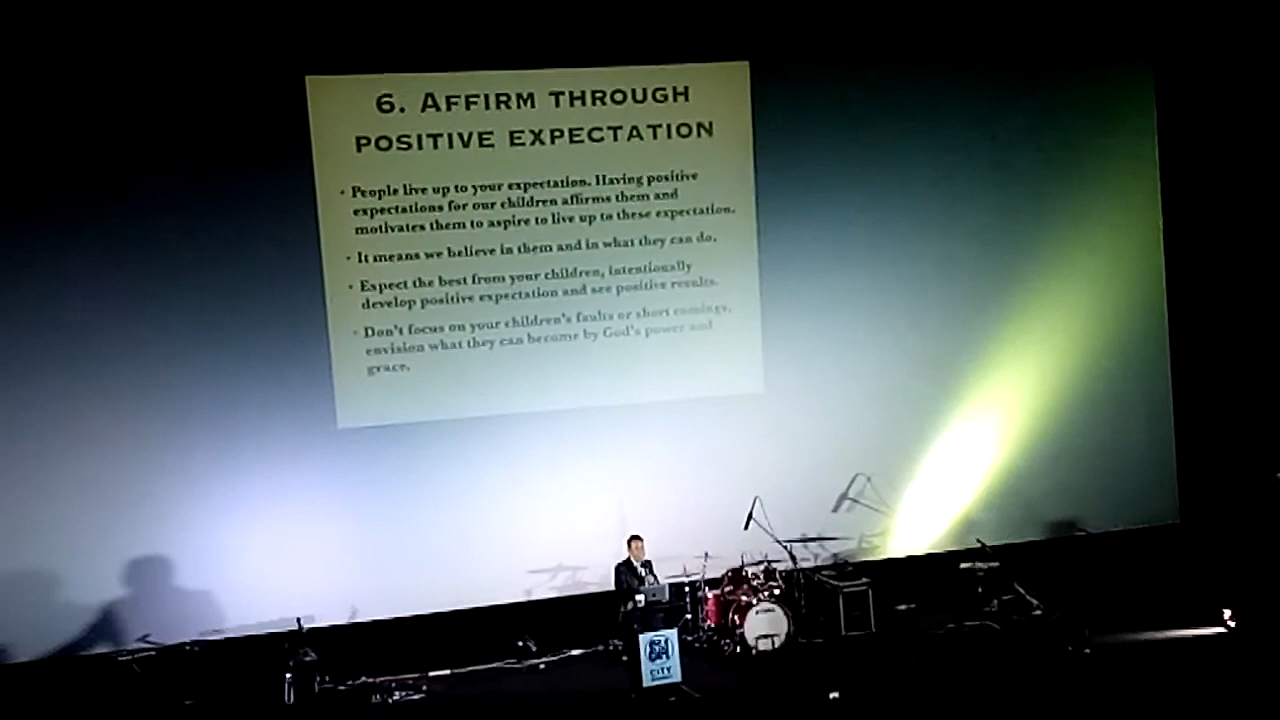 6. AFFIRM THROUGH
POSITIVE EXPECTATION
• People live up to your expectation. Having positive
expectations for our children affirms them and
motivates them to aspire to live up to these expectation.
• It means we believe in them and in what they can do.
• Expect the best from your children, intentionally
develop positive expectation and see positive results.
• Don't focus on your children's faults or short comings,
envision what they can become by God's power and
grace.
TAMA
SM
CITY